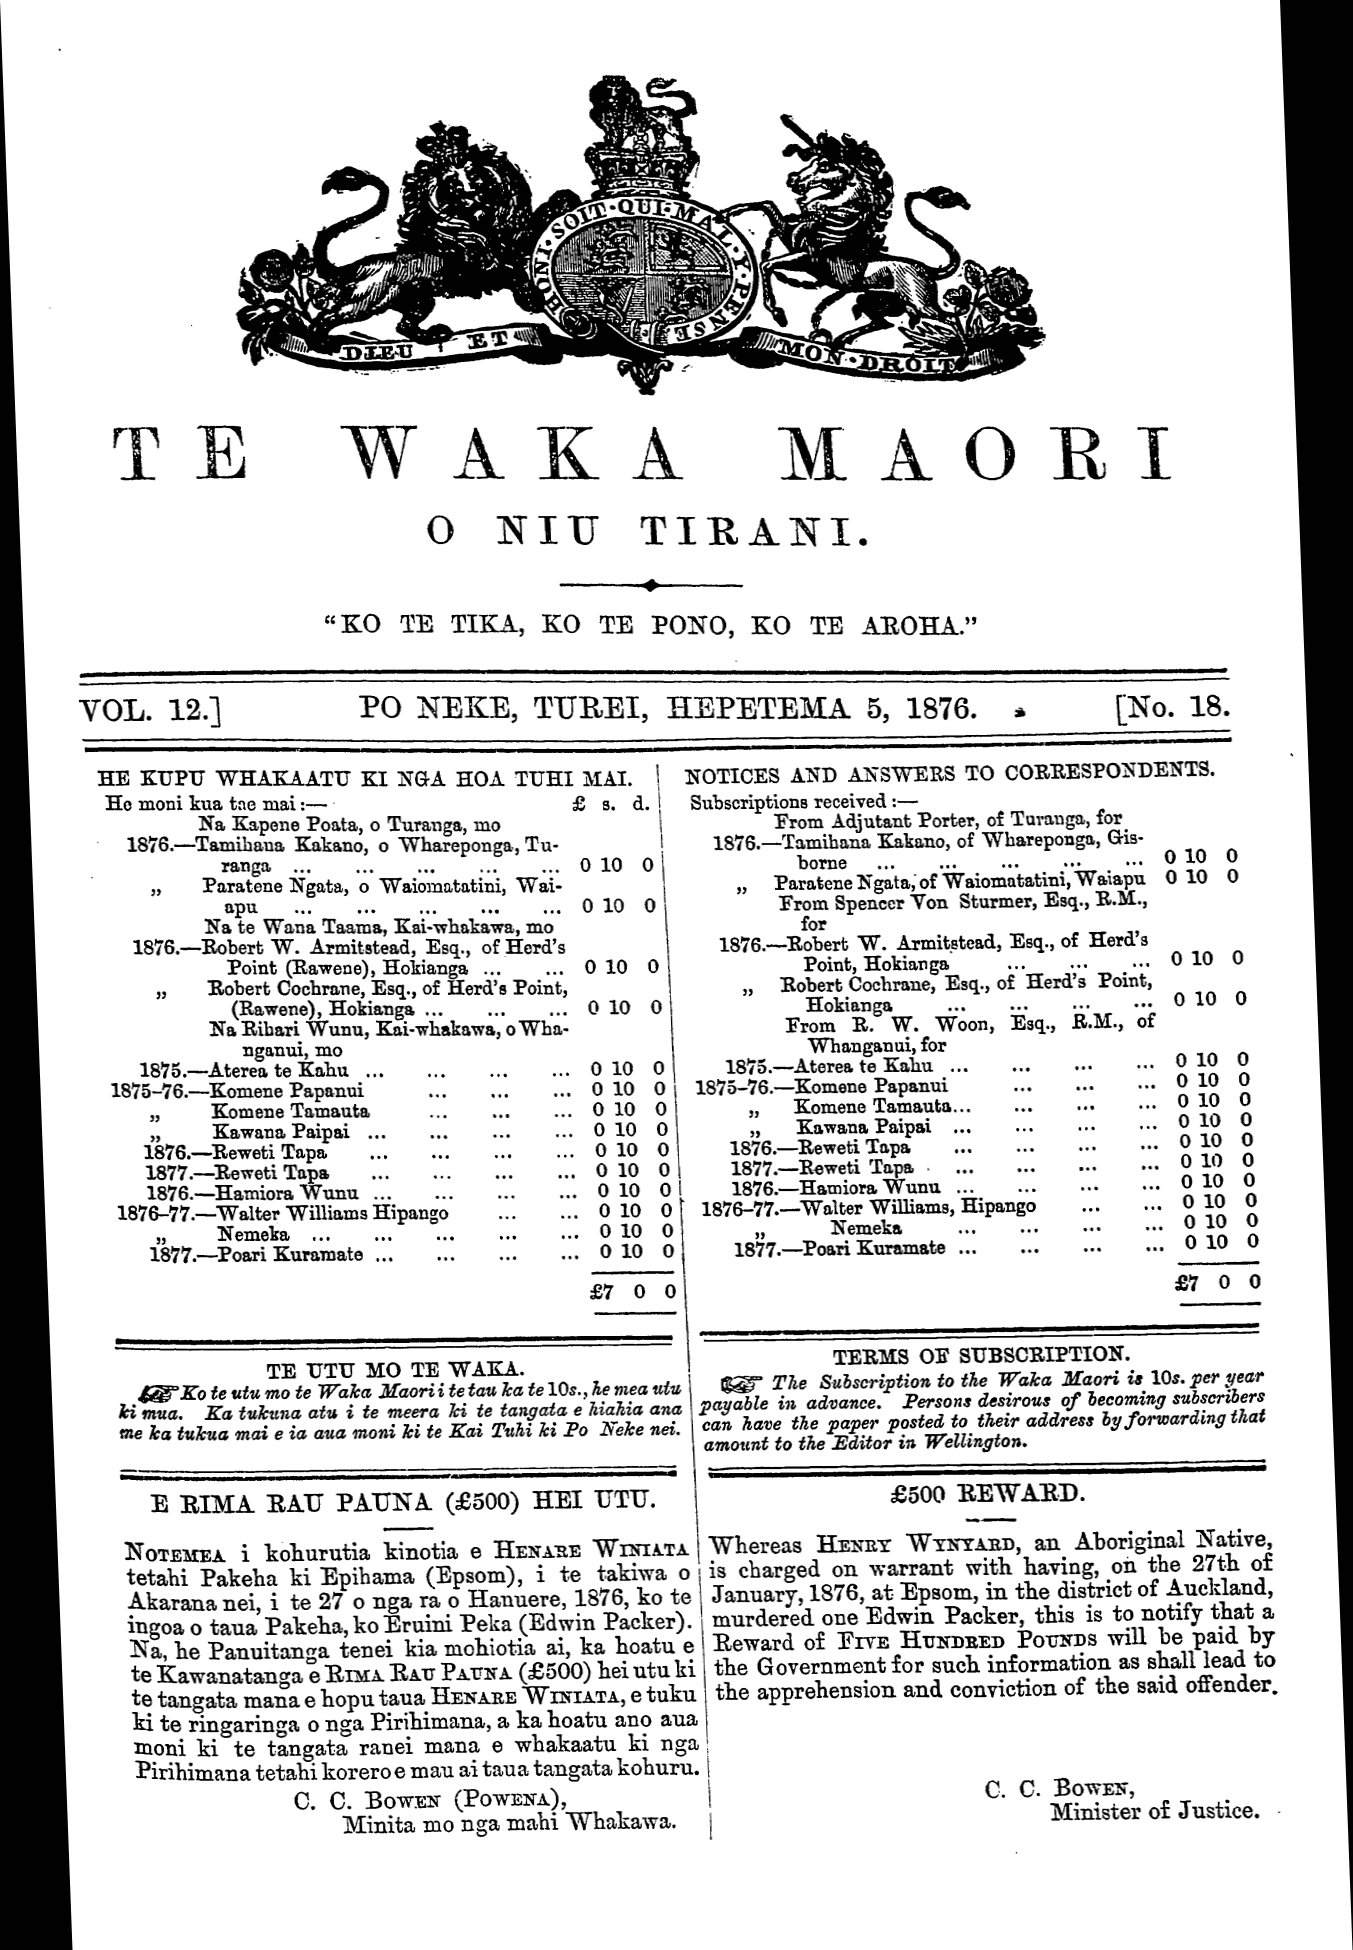 HONI·SOIT·QUI·MAL·Y·PENSE
DIEU ET MON·DROIT
TE WAKA MAORI
O NIU TIRANI.
"KO TE TIKA, KO TE PONO, KO TE AROHA."
VOL. 12.] PO NEKE, TUREI, HEPETEMA 5, 1876. [No. 18.
HE KUPU WHAKAATU KI NGA HOA TUHI MAI.
He moni kua tae mai:— £ s. d.
Na Kapene Poata, o Turanga, mo
1876.—Tamihana Kakano, o Whareponga, Tu-
ranga ... ... ... ... ... 0 10 0
„ Paratene Ngata, o Waiomatatini, Wai-
apu ... ... ... ... ... 0 10 0
Na te Wana Taama, Kai-whakawa, mo
1876.—Robert W. Armitstead, Esq., of Herd's
Point (Rawene), Hokianga ... ... 0 10 0
„ Robert Cochrane, Esq., of Herd's Point,
(Rawene), Hokianga ... ... ... 0 10 0
Na Rihari Wunu, Kai-whakawa, o Wha-
nganui, mo
1875.—Aterea te Kahu ... ... ... ... 0 10 0
1875-76.—Komene Papanui ... ... ... 0 10 0
„ Komene Tamauta ... ... ... 0 10 0
„ Kawana Paipai ... ... ... ... 0 10 0
1876.—Reweti Tapa ... ... ... ... 0 10 0
1877.—Reweti Tapa ... ... ... ... 0 10 0
1876.—Hamiora Wunu ... ... ... ... 0 10 0
1876-77.—Walter Williams Hipango ... ... 0 10 0
„ Nemeka ... ... ... ... ... 0 10 0
1877.—Poari Kuramate ... ... ... ... 0 10 0
£7 0 0
TE UTU MO TE WAKA.
☞ Ko te utu mo te Waka Maori i te tau ka te 10s., he mea utu
ki mua. Ka tukuna atu i te meera ki te tangata e hiahia ana
me ka tukua mai e ia aua moni ki te Kai Tuhi ki Po Neke nei.
E RIMA RAU PAUNA (£500) HEI UTU.
NOTEMEA i kohurutia kinotia e HENARE WINIATA
tetahi Pakeha ki Epihama (Epsom), i te takiwa o
Akarana nei, i te 27 o nga ra o Hanuere, 1876, ko te
ingoa o taua Pakeha, ko Eruini Peka (Edwin Packer).
Na, he Panuitanga tenei kia mohiotia ai, ka hoatu e
te Kawanatanga e RIMA RAU PAUNA (£500) hei utu ki
te tangata mana e hopu taua HENARE WINIATA, e tuku
ki te ringaringa o nga Pirihimana, a ka hoatu ano aua
moni ki te tangata ranei mana e whakaatu ki nga
Pirihimana tetahi korero e mau ai taua tangata kohuru.
C. C. BOWEN (POWENA),
Minita mo nga mahi Whakawa.
NOTICES AND ANSWERS TO CORRESPONDENTS.
Subscriptions received:—
From Adjutant Porter, of Turanga, for
1876.—Tamihana Kakano, of Whareponga, Gis-
borne ... ... ... ... ... 0 10 0
„ Paratene Ngata, of Waiomatatini, Waiapu 0 10 0
From Spencer Von Sturmer, Esq., R.M.,
for
1876.—Robert W. Armitstead, Esq., of Herd's
Point, Hokianga ... ... ... 0 10 0
„ Robert Cochrane, Esq., of Herd's Point,
Hokianga ... ... ... ... 0 10 0
From R. W. Woon, Esq., R.M., of
Whanganui, for
1875.—Aterea te Kahu ... ... ... ... 0 10 0
1875-76.—Komene Papanui ... ... ... 0 10 0
„ Komene Tamauta... ... ... ... 0 10 0
„ Kawana Paipai ... ... ... ... 0 10 0
1876.—Reweti Tapa ... ... ... ... 0 10 0
1877.—Reweti Tapa ... ... ... ... 0 10 0
1876.—Hamiora Wunu ... ... ... ... 0 10 0
1876-77.—Walter Williams, Hipango ... ... 0 10 0
„ Nemeka ... ... ... ... 0 10 0
1877.—Poari Kuramate ... ... ... ... 0 10 0
£7 0 0
TERMS OF SUBSCRIPTION.
☞ The Subscription to the Waka Maori is 10s. per year
payable in advance. Persons desirous of becoming subscribers
can have the paper posted to their address by forwarding that
amount to the Editor in Wellington.
£500 REWARD.
Whereas HENRY WYNYARD, an Aboriginal Native,
is charged on warrant with having, on the 27th of
January, 1876, at Epsom, in the district of Auckland,
murdered one Edwin Packer, this is to notify that a
Reward of FIVE HUNDRED POUNDS will be paid by
the Government for such information as shall lead to
the apprehension and conviction of the said offender.
C. C. BOWEN,
Minister of Justice.